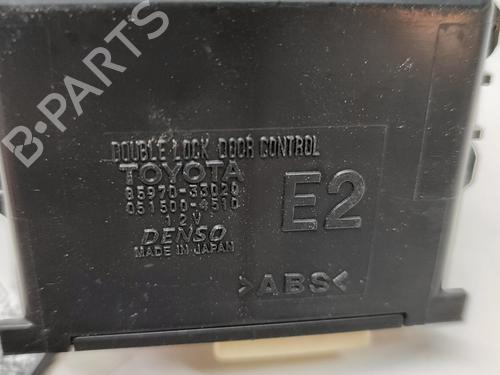 B-PARTS
DOUBLE LOCK DOOR CONTROL
TOYOTA
85970-33020
051500-4510
12V
DENSO
MADE IN JAPAN
E2
>ABS<